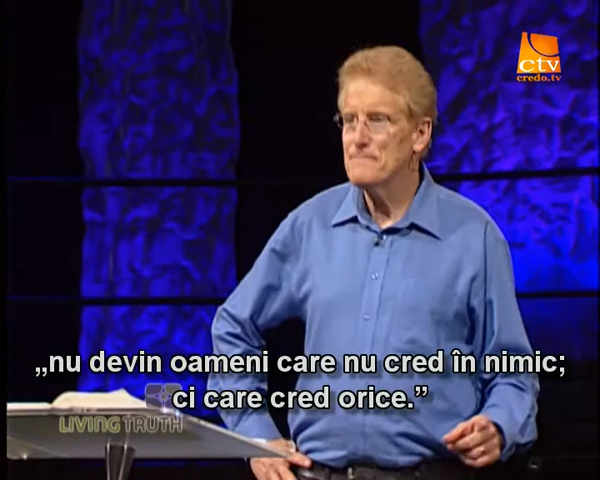 ctv
credo.tv
„nu devin oameni care nu cred în nimic;
ci care cred orice.”
LIVING TRUTH